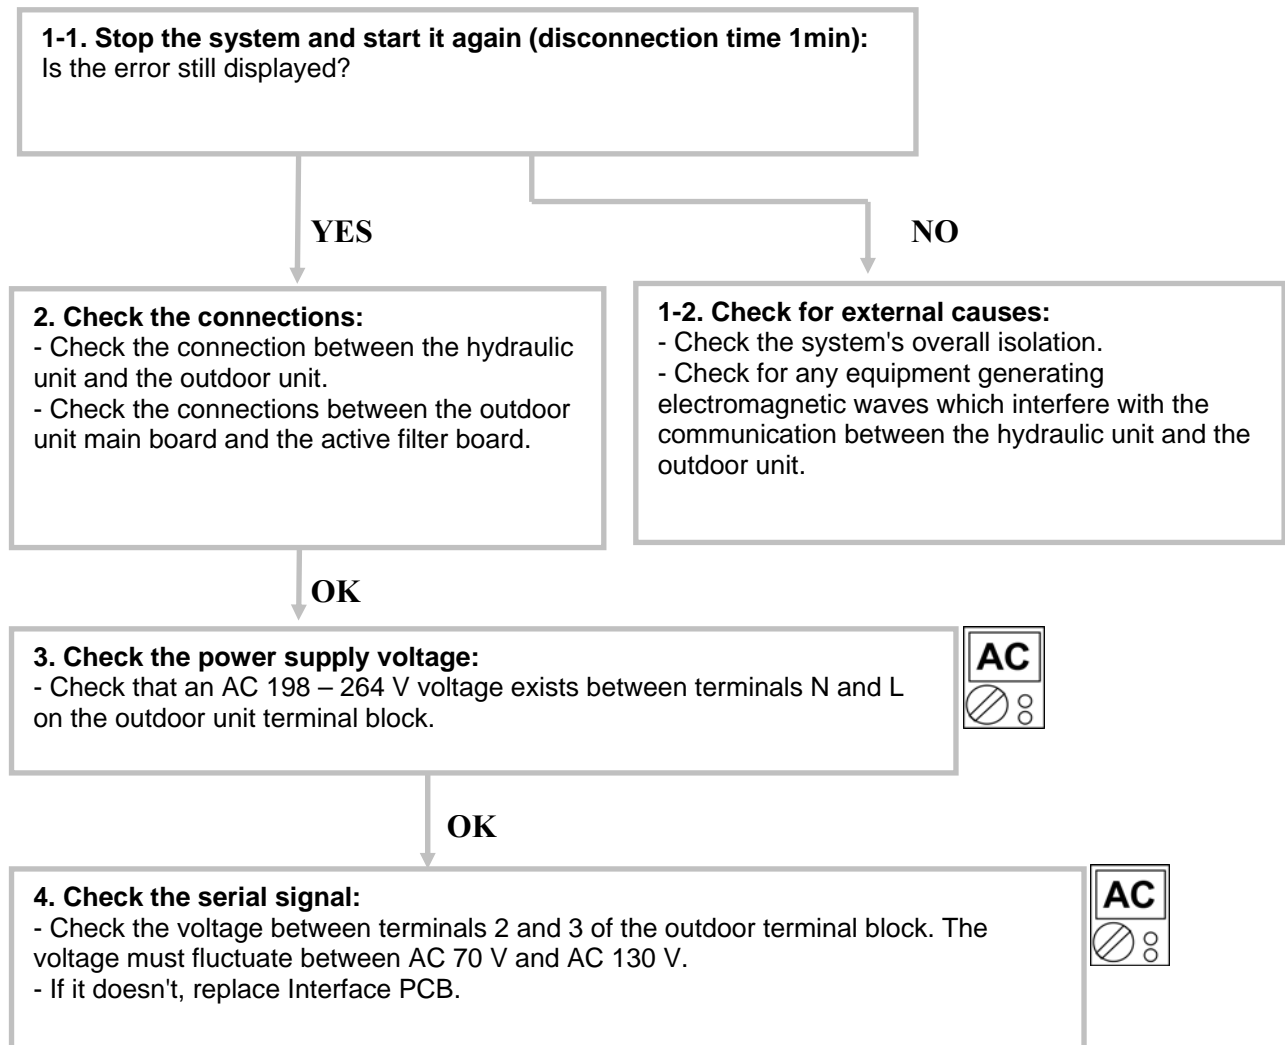 1-1. Stop the system and start it again (disconnection time 1min):
Is the error still displayed?
YES
NO
2. Check the connections:
- Check the connection between the hydraulic
unit and the outdoor unit.
- Check the connections between the outdoor
unit main board and the active filter board.
1-2. Check for external causes:
- Check the system's overall isolation.
- Check for any equipment generating
electromagnetic waves which interfere with the
communication between the hydraulic unit and the
outdoor unit.
OK
3. Check the power supply voltage:
- Check that an AC 198 – 264 V voltage exists between terminals N and L
on the outdoor unit terminal block.
AC
OK
4. Check the serial signal:
- Check the voltage between terminals 2 and 3 of the outdoor terminal block. The
voltage must fluctuate between AC 70 V and AC 130 V.
- If it doesn't, replace Interface PCB.
AC